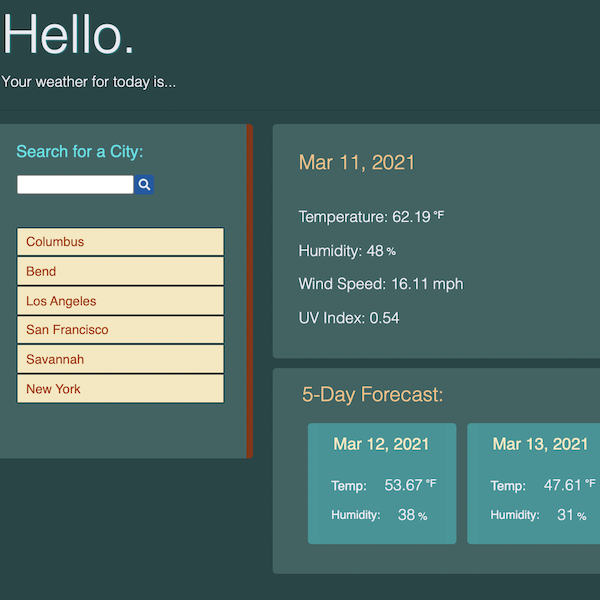 Hello.
Your weather for today is...
Search for a City:
Columbus
Bend
Los Angeles
San Francisco
Savannah
New York
Mar 11, 2021
Temperature: 62.19 °F
Humidity: 48 %
Wind Speed: 16.11 mph
UV Index: 0.54
5-Day Forecast:
Mar 12, 2021
Temp: 53.67 °F
Humidity: 38 %
Mar 13, 2021
Temp: 47.61 °F
Humidity: 31 %